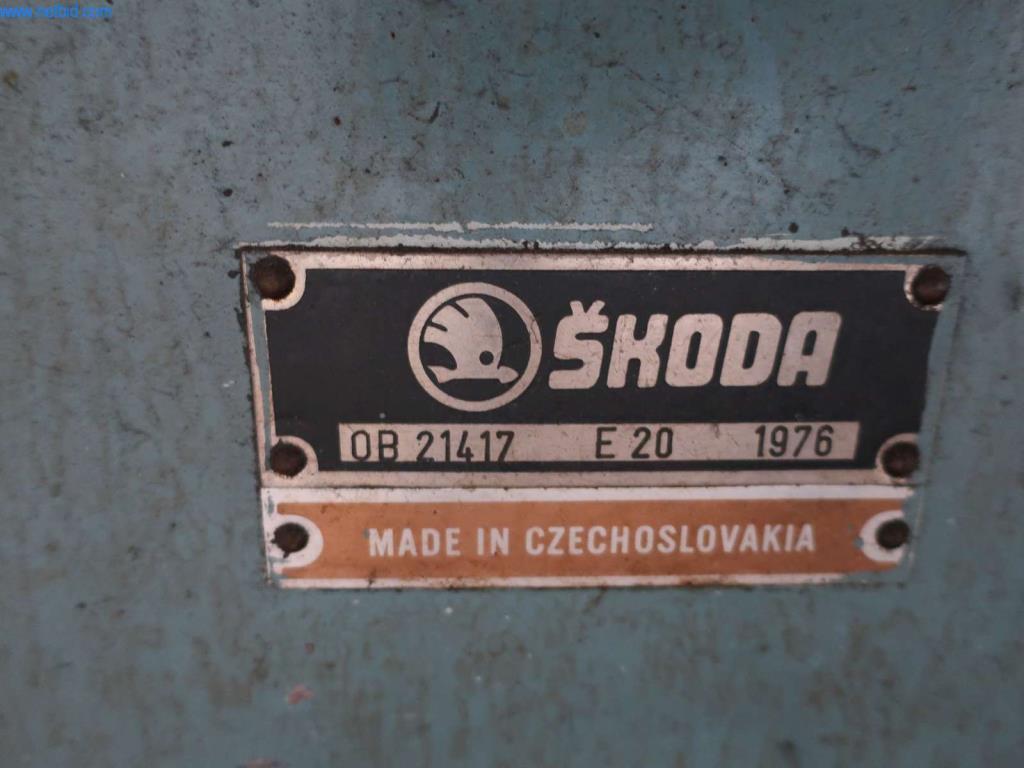 www.netbid.com
ŠKODA
OB 21417 E 20 1976
MADE IN CZECHOSLOVAKIA